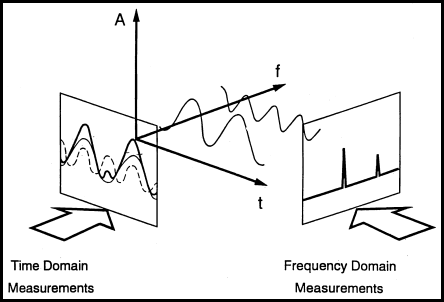 A
f
t
Time Domain
Measurements
Frequency Domain
Measurements